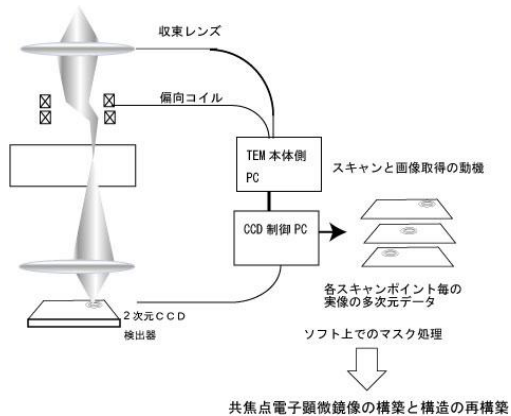 収束レンズ
偏向コイル
TEM 本体側
PC
スキャンと画像取得の動機
CCD 制御 PC
各スキャンポイント毎の
実像の多次元データ
2次元CCD
検出器
ソフト上でのマスク処理
共焦点電子顕微鏡像の構築と構造の再構築